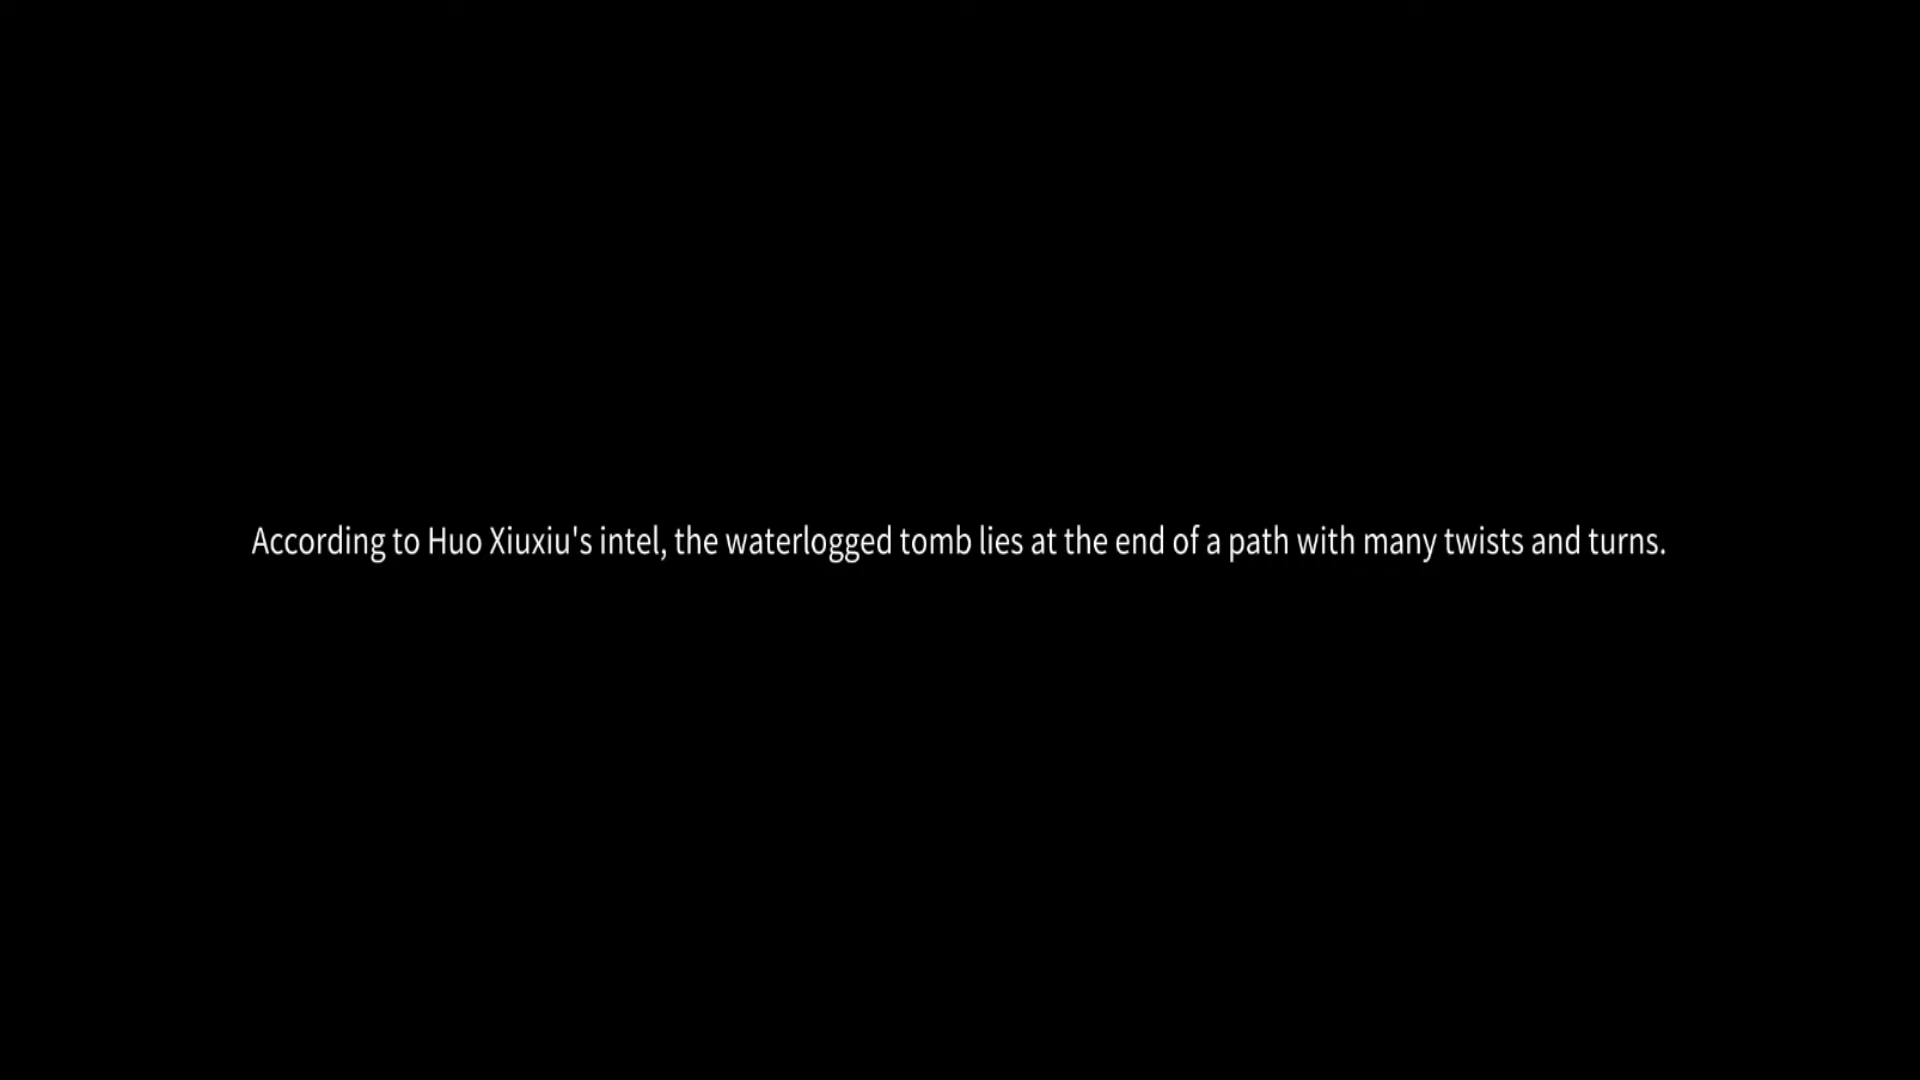 According to Huo Xiuxiu's intel, the waterlogged tomb lies at the end of a path with many twists and turns.